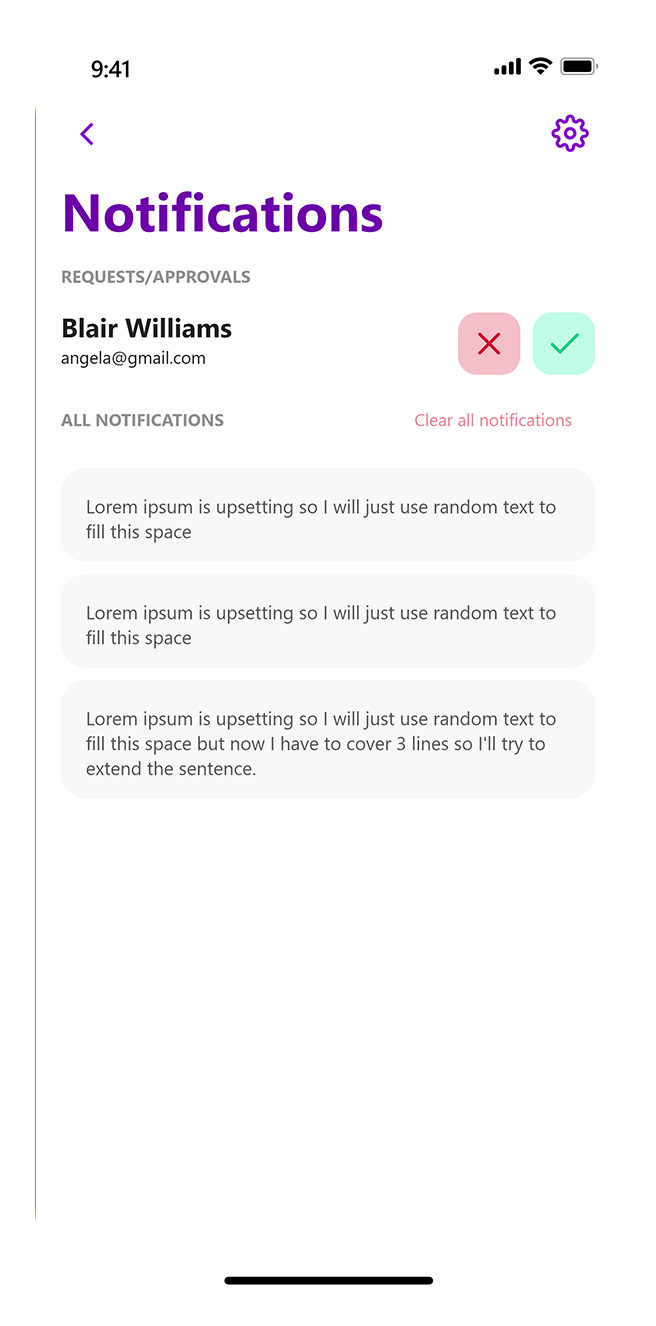 9:41
Notifications
REQUESTS/APPROVALS
Blair Williams
angela@gmail.com
ALL NOTIFICATIONS
Clear all notifications
Lorem ipsum is upsetting so I will just use random text to
fill this space
Lorem ipsum is upsetting so I will just use random text to
fill this space
Lorem ipsum is upsetting so I will just use random text to
fill this space but now I have to cover 3 lines so I'll try to
extend the sentence.